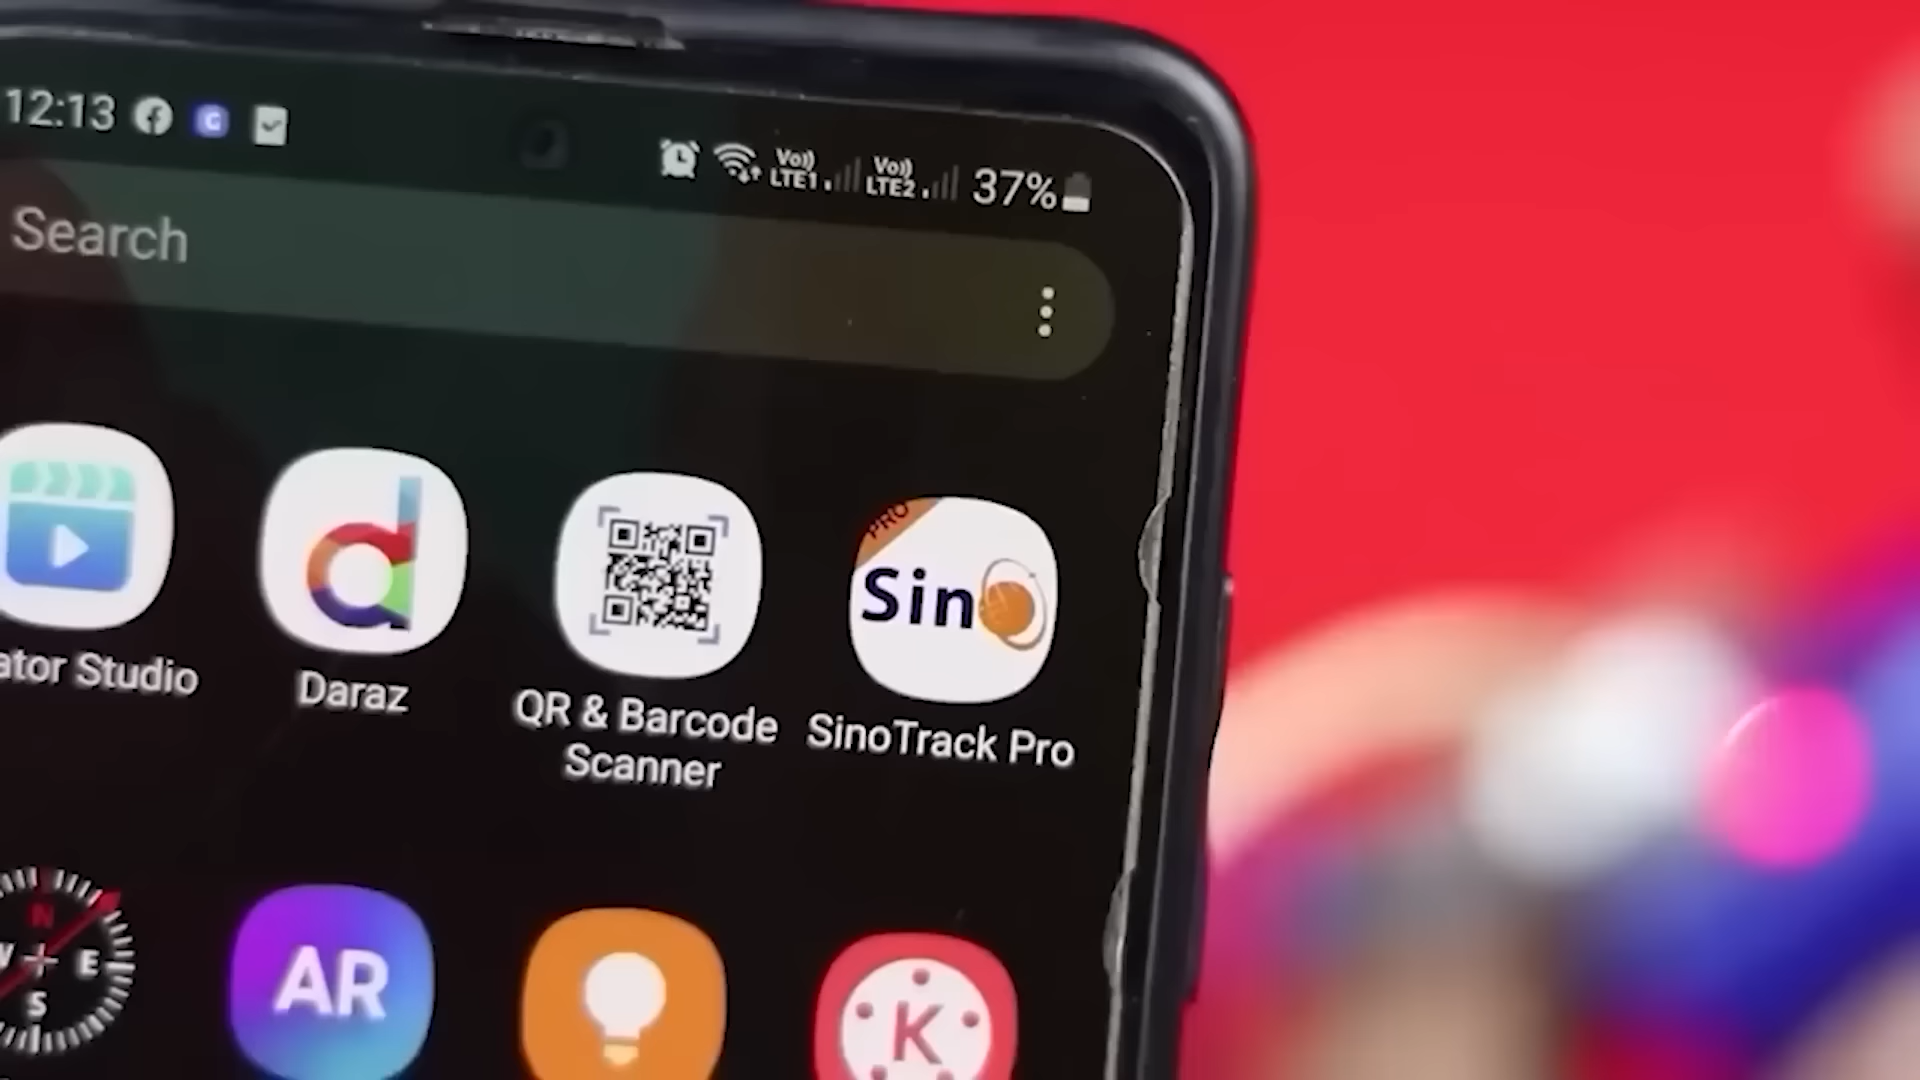 12:13
Vo)) LTE1 Vo)) LTE2 37%
Search
PRO
Sin
ator Studio
Daraz
QR & Barcode
Scanner
SinoTrack Pro
N
W E
S
AR
K